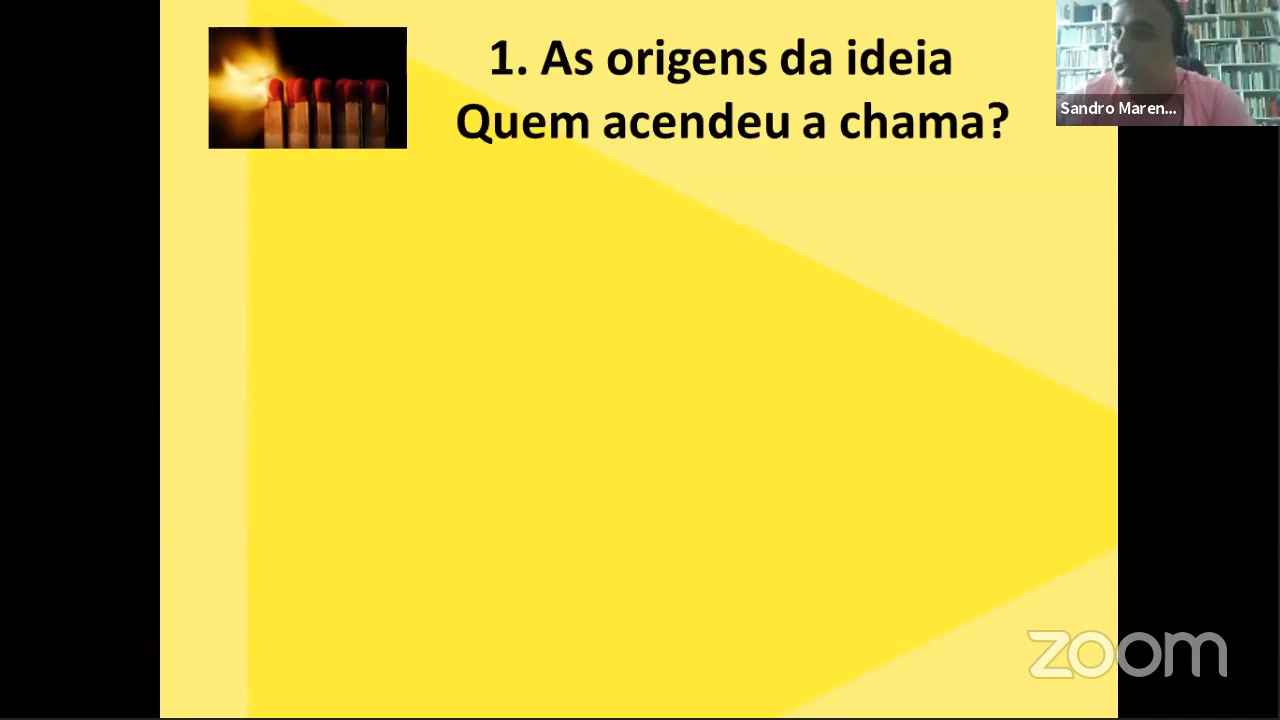 1. As origens da ideia
Quem acendeu a chama?
Sandro Maren...
zoom